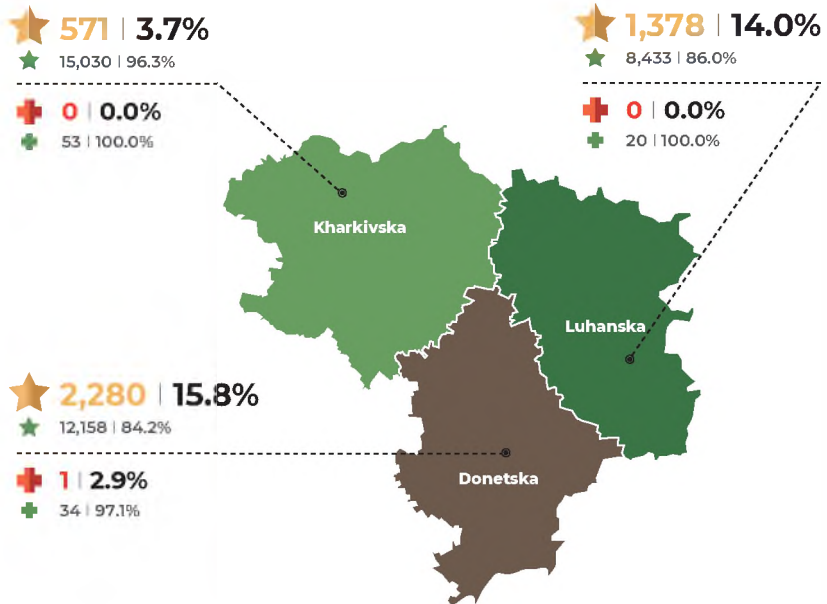 571 | 3.7%
15,030 | 96.3%
0 | 0.0%
53 | 100.0%
1,378 | 14.0%
8,433 | 86.0%
0 | 0.0%
20 | 100.0%
Kharkivska
Luhanska
2,280 | 15.8%
12,158 | 84.2%
1 | 2.9%
34 | 97.1%
Donetska